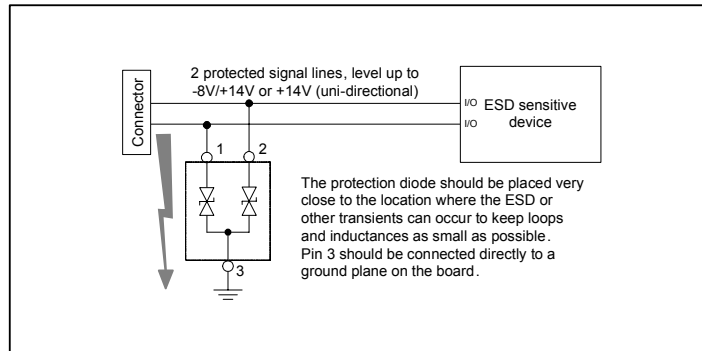 2 protected signal lines, level up to
-8V/+14V or +14V (uni-directional)
Connector
I/O
I/O
ESD sensitive
device
1
2
3
The protection diode should be placed very
close to the location where the ESD or
other transients can occur to keep loops
and inductances as small as possible.
Pin 3 should be connected directly to a
ground plane on the board.